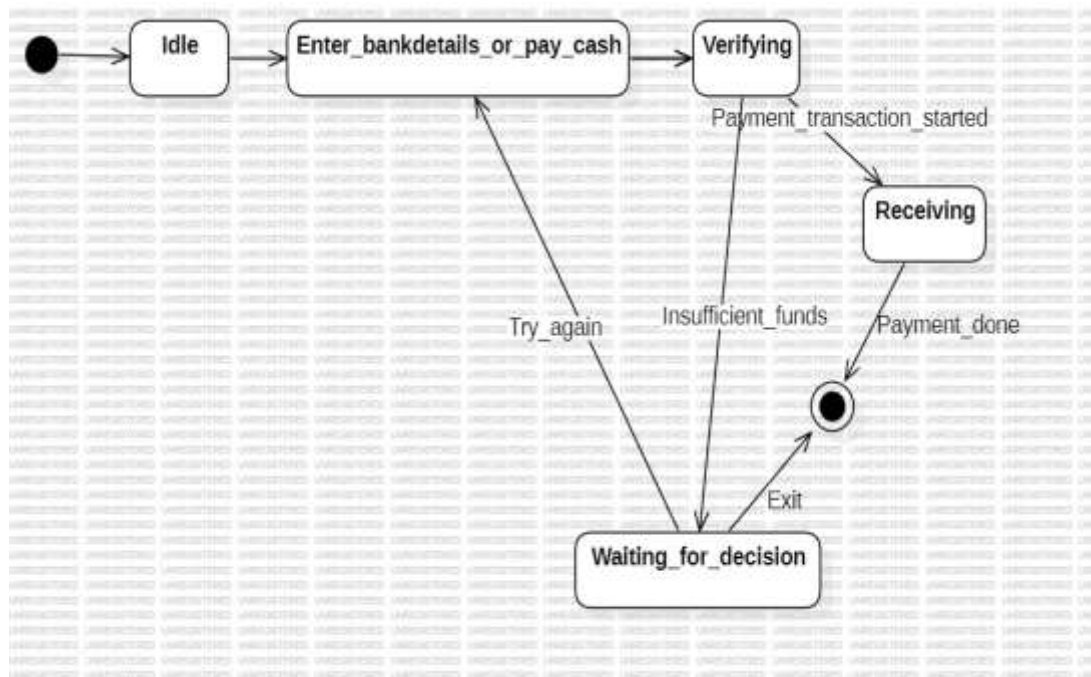 Idle
Enter_bankdetails_or_pay_cash
Verifying
Payment_transaction_started
Receiving
Try_again
Insufficient_funds
Payment_done
Exit
Waiting_for_decision